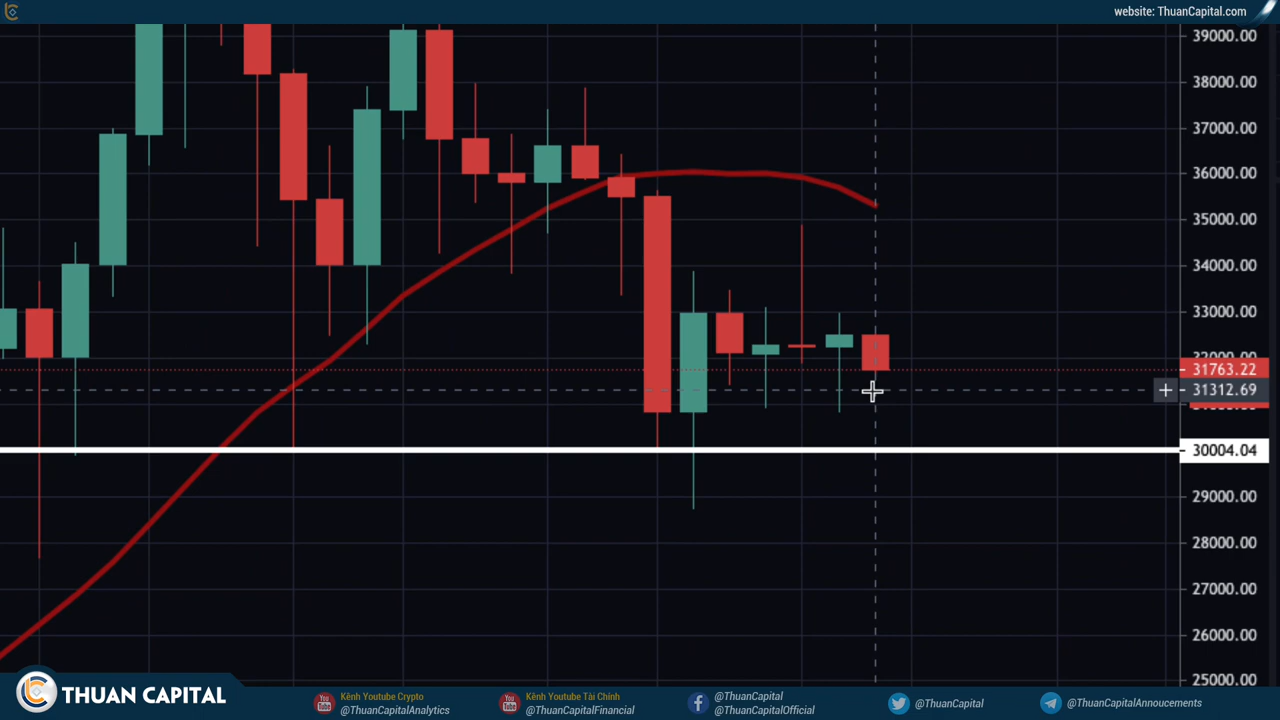 website: ThuanCapital.com
39000.00
38000.00
37000.00
36000.00
35000.00
34000.00
33000.00
32000.00
31763.22
31312.69
30004.04
29000.00
28000.00
27000.00
26000.00
25000.00
THUAN CAPITAL
Kênh Youtube Crypto
@ThuanCapitalAnalytics
Kênh Youtube Tài Chính
@ThuanCapitalFinancial
@ThuanCapital
@ThuanCapitalOfficial
@ThuanCapital
@ThuanCapitalAnnoucements